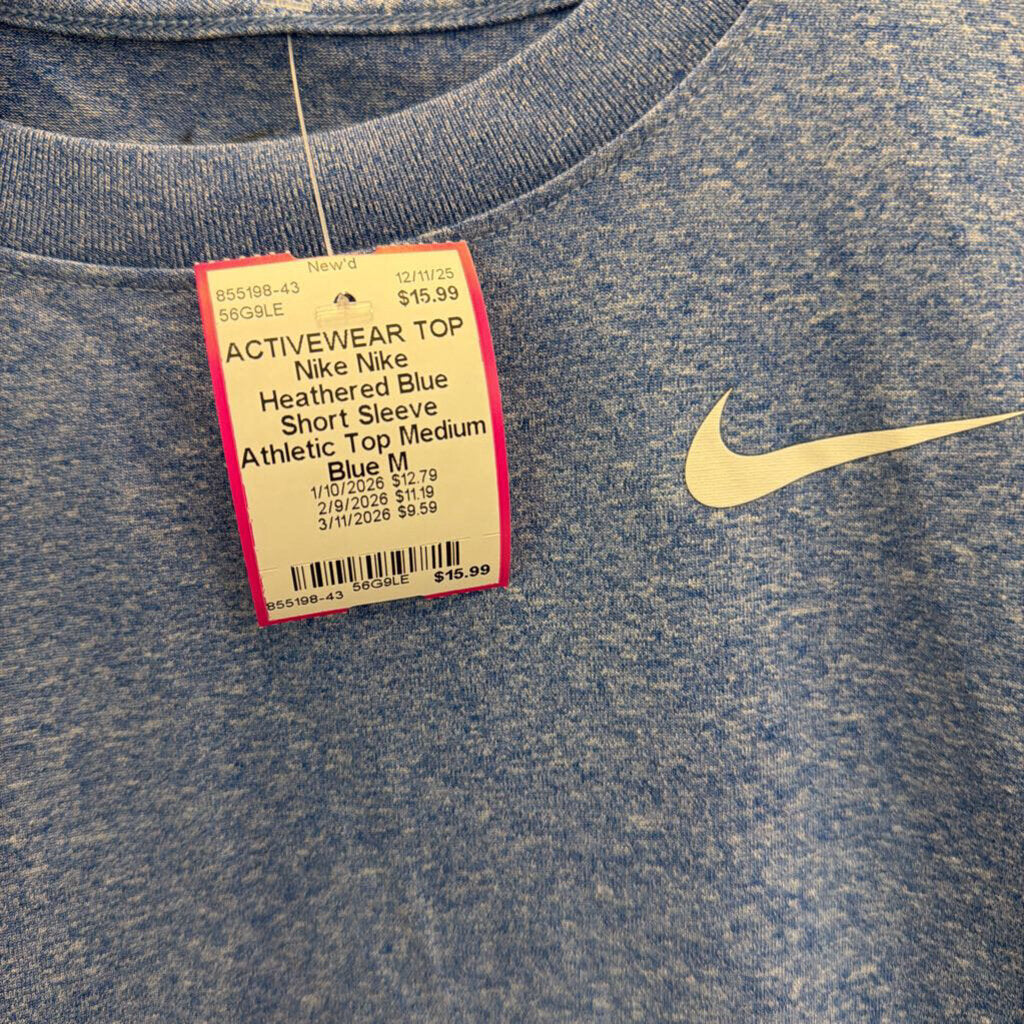 New'd
855198-43 12/11/25
56G9LE $15.99
ACTIVEWEAR TOP
Nike Nike
Heathered Blue
Short Sleeve
Athletic Top Medium
Blue M
1/10/2026 $12.79
2/9/2026 $11.19
3/11/2026 $9.59
855198-43 56G9LE $15.99